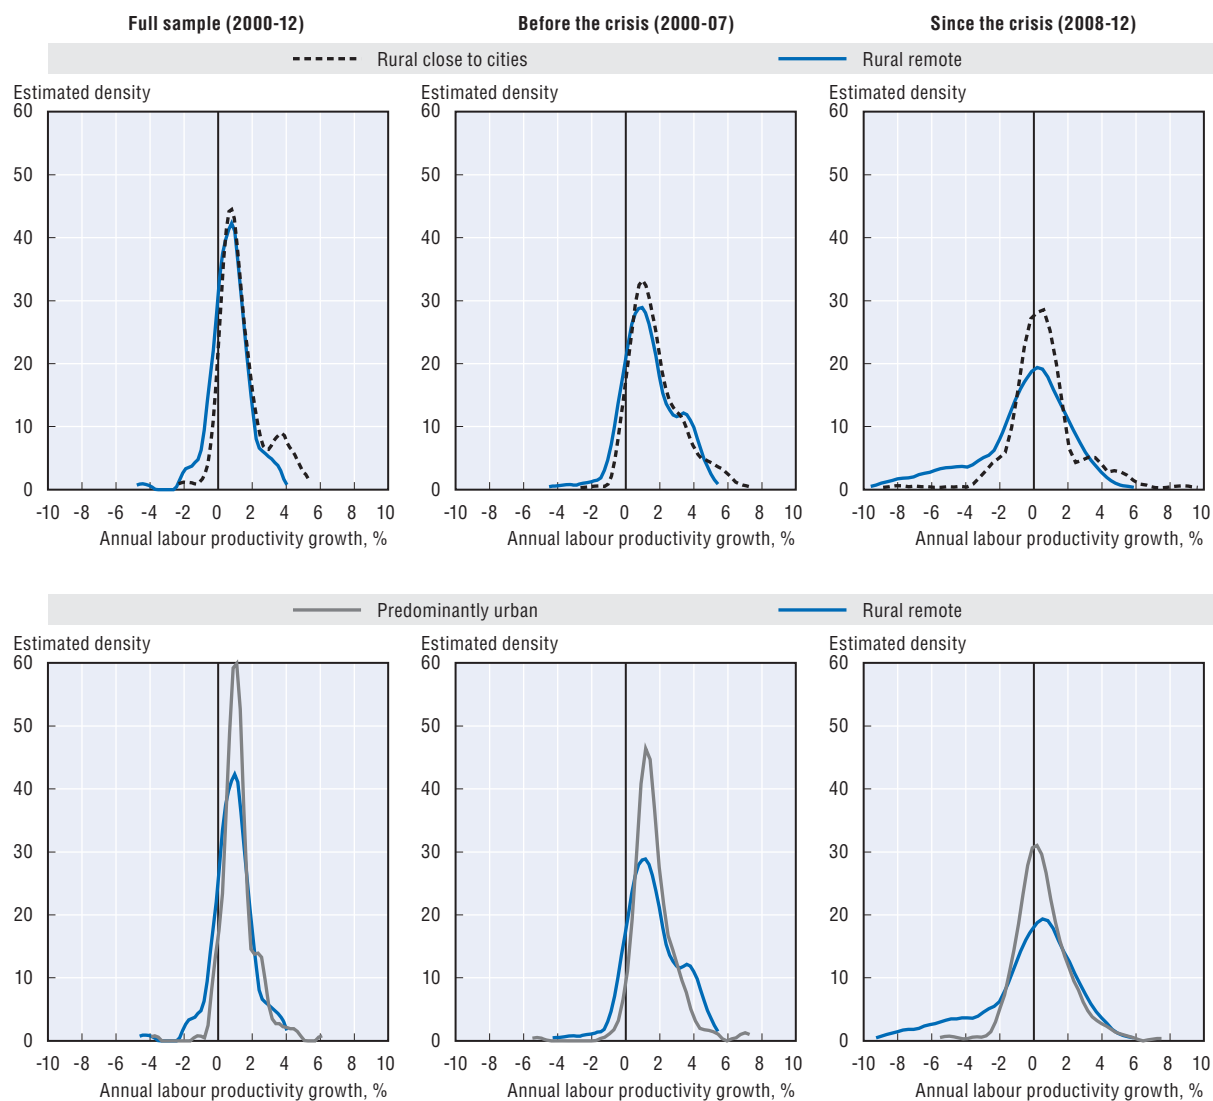 Full sample (2000-12) Before the crisis (2000-07) Since the crisis (2008-12)
Rural close to cities Rural remote
Estimated density Estimated density Estimated density
60 60 60
50 50 50
40 40 40
30 30 30
20 20 20
10 10 10
0 0 0
-10 -8 -6 -4 -2 0 2 4 6 8 10 -10 -8 -6 -4 -2 0 2 4 6 8 10 -10 -8 -6 -4 -2 0 2 4 6 8 10
Annual labour productivity growth, % Annual labour productivity growth, % Annual labour productivity growth, %
Predominantly urban Rural remote
Estimated density Estimated density Estimated density
60 60 60
50 50 50
40 40 40
30 30 30
20 20 20
10 10 10
0 0 0
-10 -8 -6 -4 -2 0 2 4 6 8 10 -10 -8 -6 -4 -2 0 2 4 6 8 10 -10 -8 -6 -4 -2 0 2 4 6 8 10
Annual labour productivity growth, % Annual labour productivity growth, % Annual labour productivity growth, %